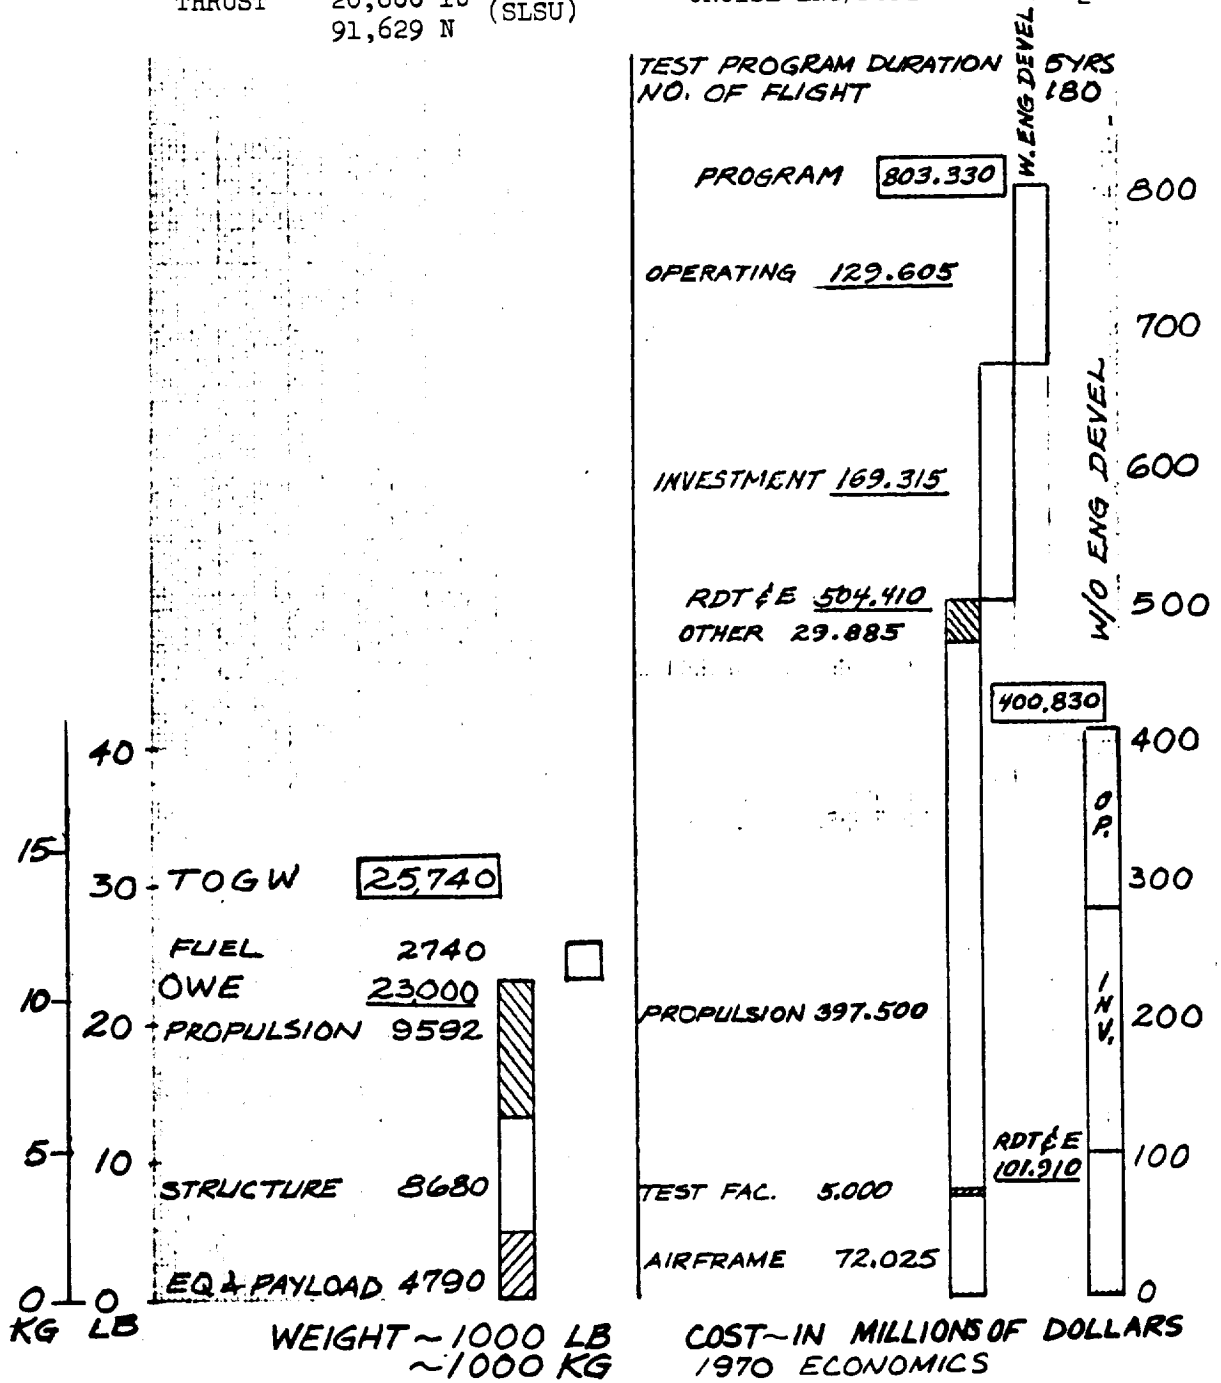 THRUST
(SLSU)
91,629 N
TEST PROGRAM DURATION 5YRS
NO. OF FLIGHT 180
W. ENG DEVEL
PROGRAM 803.330
800
OPERATING 129.605
700
W/O ENG DEVEL
INVESTMENT 169.315
600
RDT & E 504.410
500
OTHER 29.885
400,830
40
400
O
P.
15
30 TOGW 25,740
300
FUEL 2740
OWE 23000
10
I
N
V.
20 PROPULSION 9592
PROPULSION 397.500
200
RDT & E
101.910
5
10
100
STRUCTURE 8680
TEST FAC. 5.000
AIRFRAME 72.025
EQ & PAYLOAD 4790
0 0
0
KG LB
WEIGHT ~ 1000 LB
~ 1000 KG
COST ~ IN MILLIONS OF DOLLARS
1970 ECONOMICS